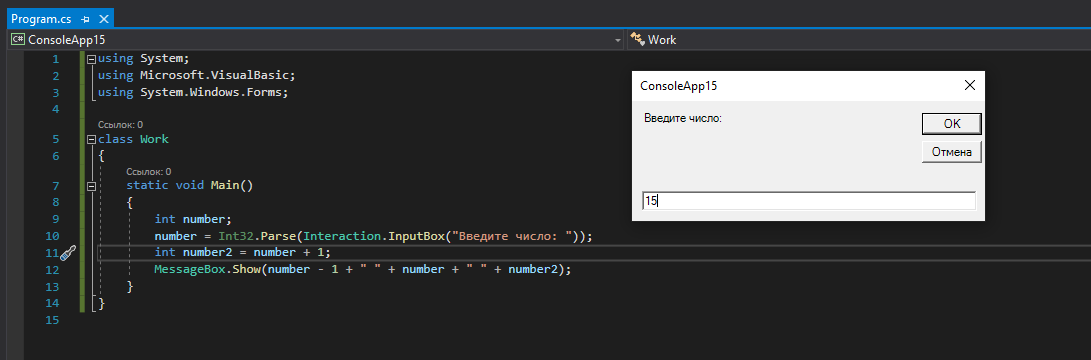 Program.cs
C# ConsoleApp15
Work
1 using System;
2 using Microsoft.VisualBasic;
3 using System.Windows.Forms;
4
Ссылок: 0
5 class Work
6 {
Ссылок: 0
7 static void Main()
8 {
9 int number;
10 number = Int32.Parse(Interaction.InputBox("Введите число: "));
11 int number2 = number + 1;
12 MessageBox.Show(number - 1 + " " + number + " " + number2);
13 }
14 }
15
ConsoleApp15
Введите число:
OK
Отмена
15